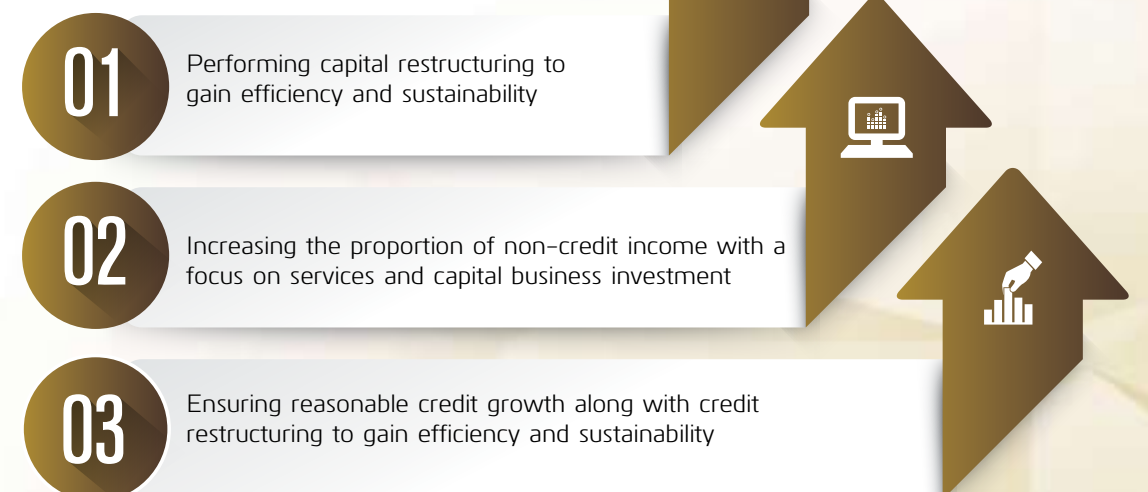 01
Performing capital restructuring to
gain efficiency and sustainability
02
Increasing the proportion of non-credit income with a
focus on services and capital business investment
03
Ensuring reasonable credit growth along with credit
restructuring to gain efficiency and sustainability